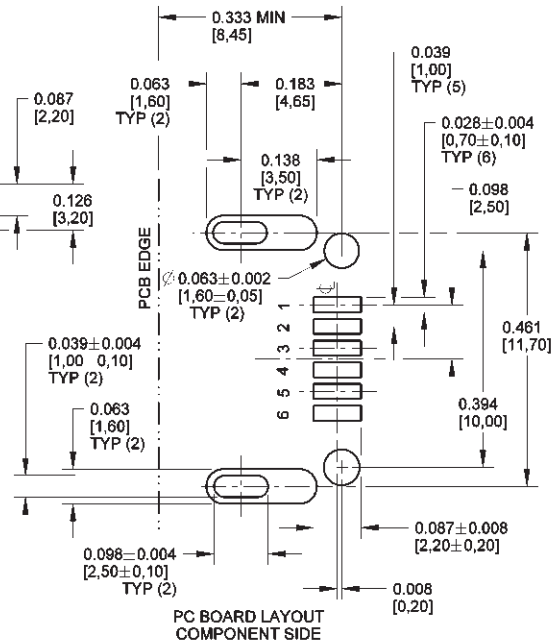 0.333 MIN
[8,45]
0.063
[1,60]
TYP (2)
0.183
[4,65]
0.039
[1,00]
TYP (5)
0.087
[2,20]
0.028±0.004
[0,70±0,10]
TYP (6)
0.138
[3,50]
TYP (2)
0.098
[2,50]
0.126
[3,20]
PCB EDGE
Ø 0.063±0.002
[1,60±0,05]
TYP (2)
1
2
3
4
5
6
0.461
[11,70]
0.039±0.004
[1,00 0,10]
TYP (2)
0.394
[10,00]
0.063
[1,60]
TYP (2)
0.087±0.008
[2,20±0,20]
0.098±0.004
[2,50±0,10]
TYP (2)
0.008
[0,20]
PC BOARD LAYOUT
COMPONENT SIDE